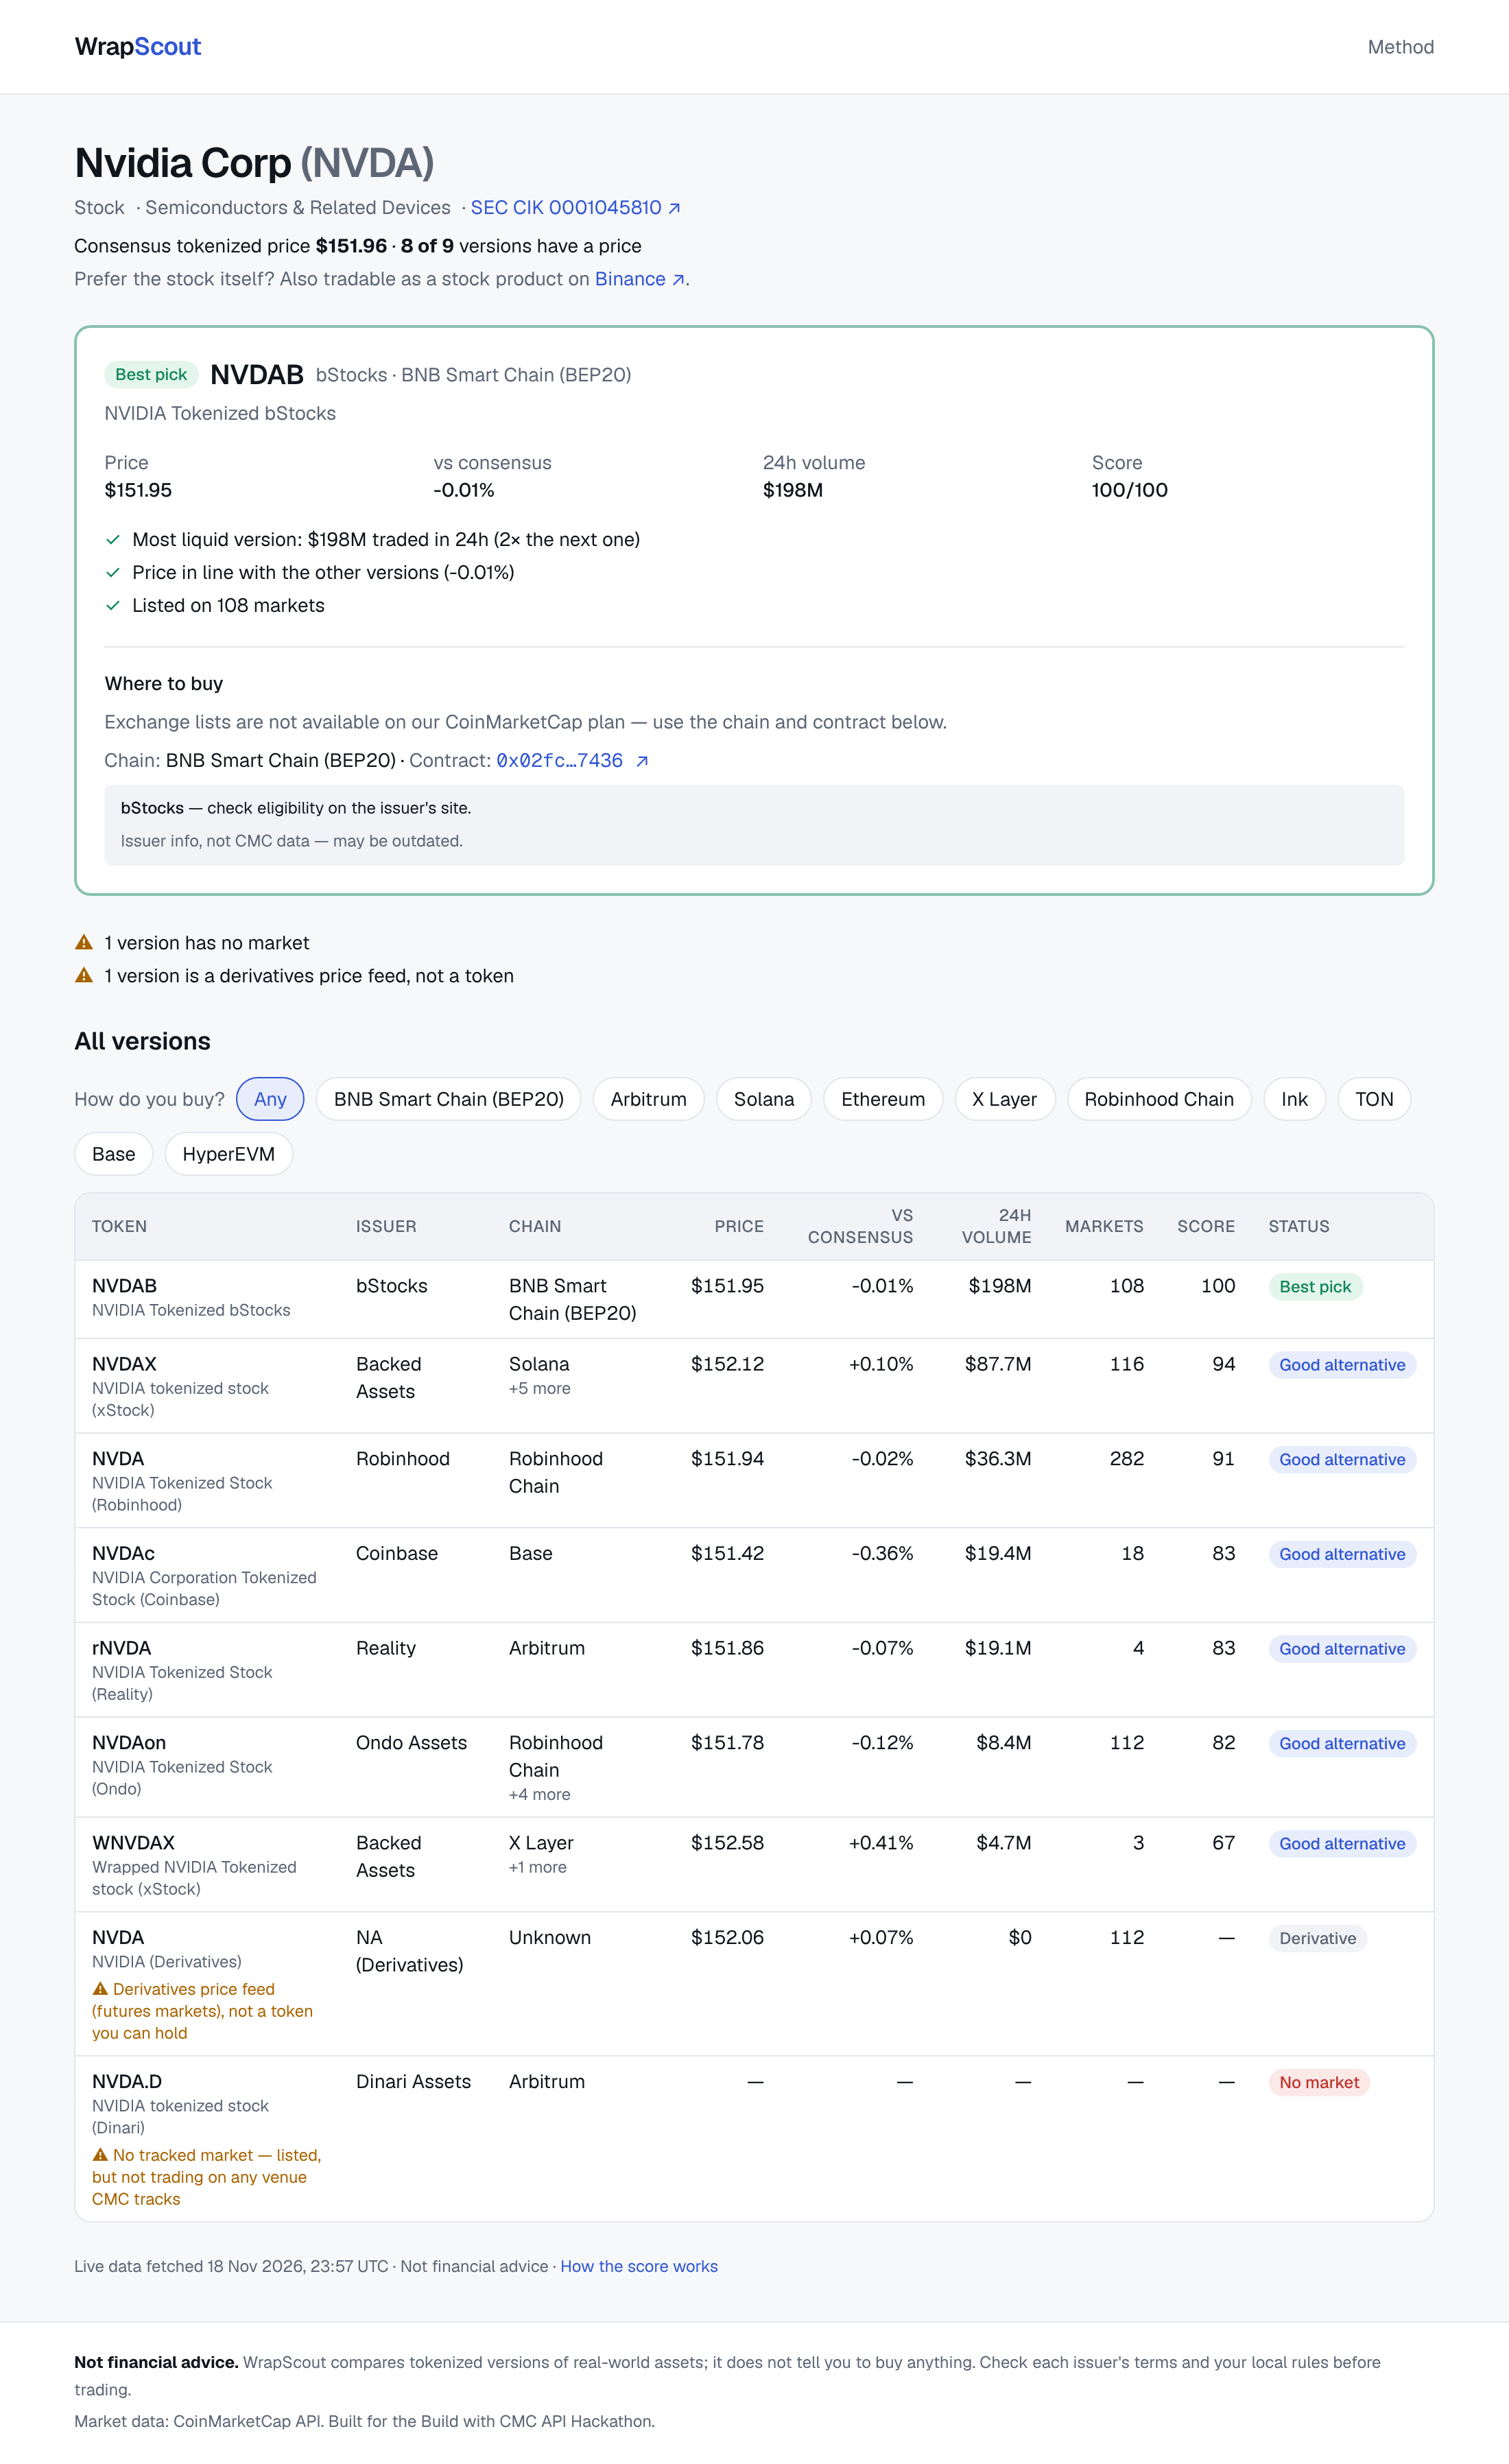 WrapScout
Method
Nvidia Corp (NVDA)
Stock · Semiconductors & Related Devices · SEC CIK 0001045810 ↗
Consensus tokenized price $151.96 · 8 of 9 versions have a price
Prefer the stock itself? Also tradable as a stock product on Binance ↗.
Best pick NVDAB bStocks · BNB Smart Chain (BEP20)
NVIDIA Tokenized bStocks
Price vs consensus 24h volume Score
$151.95 -0.01% $198M 100/100
✓ Most liquid version: $198M traded in 24h (2× the next one)
✓ Price in line with the other versions (-0.01%)
✓ Listed on 108 markets
Where to buy
Exchange lists are not available on our CoinMarketCap plan — use the chain and contract below.
Chain: BNB Smart Chain (BEP20) · Contract: 0x02fc…7436 ↗
bStocks — check eligibility on the issuer's site.
Issuer info, not CMC data — may be outdated.
⚠ 1 version has no market
⚠ 1 version is a derivatives price feed, not a token
All versions
How do you buy? Any BNB Smart Chain (BEP20) Arbitrum Solana Ethereum X Layer Robinhood Chain Ink TON
Base HyperEVM
TOKEN ISSUER CHAIN PRICE VS CONSENSUS 24H VOLUME MARKETS SCORE STATUS
NVDAB bStocks BNB Smart $151.95 -0.01% $198M 108 100 Best pick
NVIDIA Tokenized bStocks Chain (BEP20)
NVDAX Backed Solana $152.12 +0.10% $87.7M 116 94 Good alternative
NVIDIA tokenized stock Assets +5 more
(xStock)
NVDA Robinhood Robinhood $151.94 -0.02% $36.3M 282 91 Good alternative
NVIDIA Tokenized Stock Chain
(Robinhood)
NVDAc Coinbase Base $151.42 -0.36% $19.4M 18 83 Good alternative
NVIDIA Corporation Tokenized
Stock (Coinbase)
rNVDA Reality Arbitrum $151.86 -0.07% $19.1M 4 83 Good alternative
NVIDIA Tokenized Stock
(Reality)
NVDAon Ondo Assets Robinhood $151.78 -0.12% $8.4M 112 82 Good alternative
NVIDIA Tokenized Stock Chain
(Ondo) +4 more
WNVDAX Backed X Layer $152.58 +0.41% $4.7M 3 67 Good alternative
Wrapped NVIDIA Tokenized Assets +1 more
stock (xStock)
NVDA NA Unknown $152.06 +0.07% $0 112 — Derivative
NVIDIA (Derivatives) (Derivatives)
⚠ Derivatives price feed
(futures markets), not a token
you can hold
NVDA.D Dinari Assets Arbitrum — — — — — No market
NVIDIA tokenized stock
(Dinari)
⚠ No tracked market — listed,
but not trading on any venue
CMC tracks
Live data fetched 18 Nov 2026, 23:57 UTC · Not financial advice · How the score works
Not financial advice. WrapScout compares tokenized versions of real-world assets; it does not tell you to buy anything. Check each issuer's terms and your local rules before
trading.
Market data: CoinMarketCap API. Built for the Build with CMC API Hackathon.